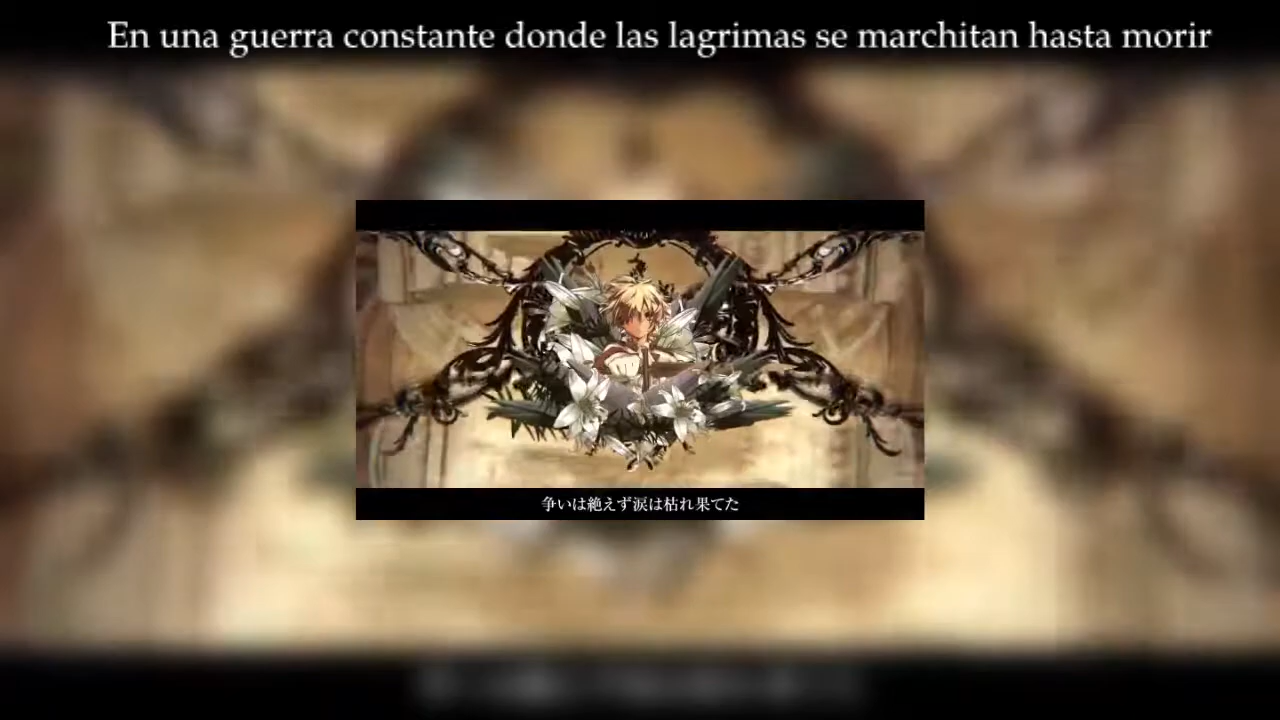 En una guerra constante donde las lagrimas se marchitan hasta morir
争いは絶えず涙は枯れ果てた